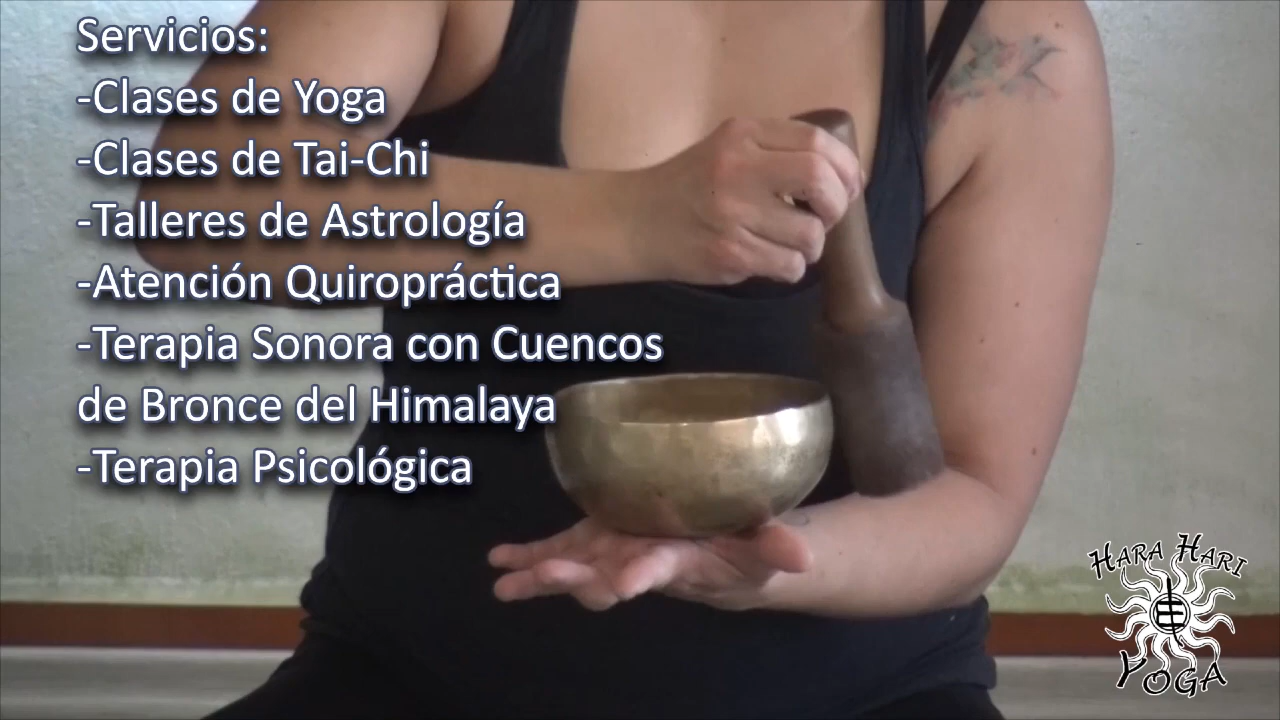 Servicios:
-Clases de Yoga
-Clases de Tai-Chi
-Talleres de Astrología
-Atención Quiropráctica
-Terapia Sonora con Cuencos
de Bronce del Himalaya
-Terapia Psicológica
HARA HARI
YOGA